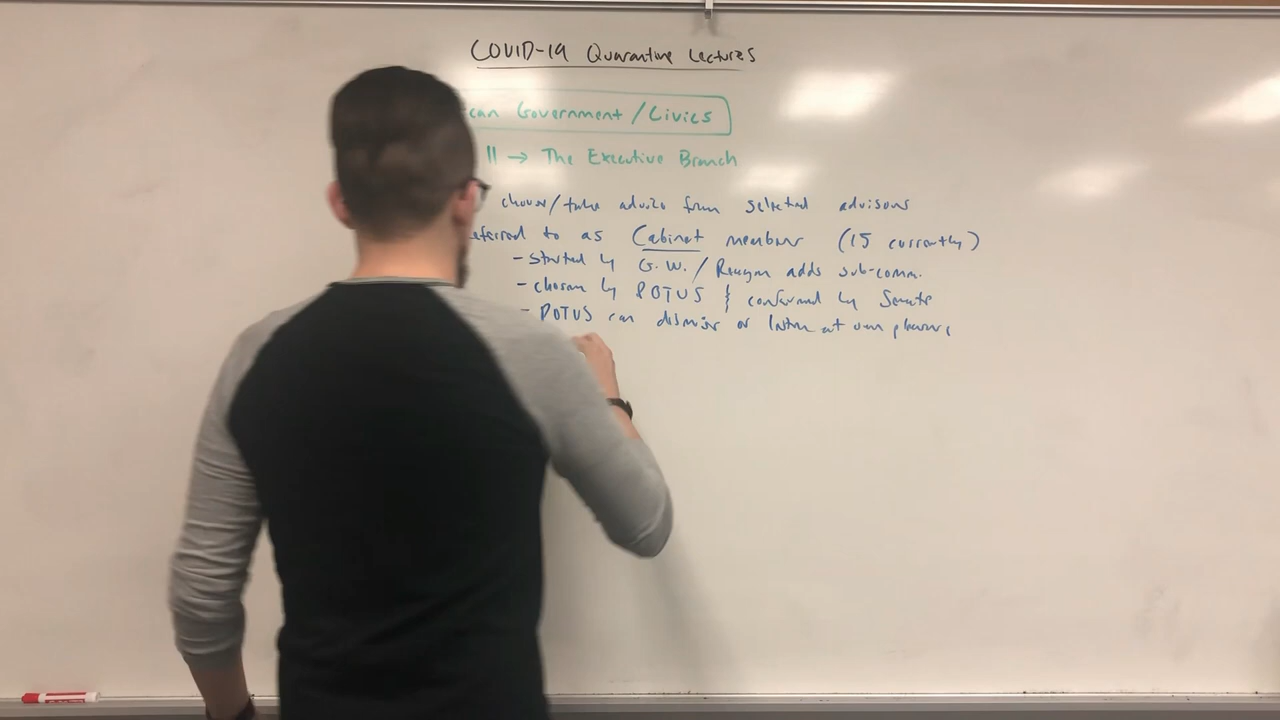 COVID-19 Quarantine Lectures
can Government/Civics
II → The Executive Branch
chooses/take advice from selected advisors
eferred to as Cabinet members (15 currently)
- started by G.W./Reagan adds sub-comm.
- chosen by POTUS & confirmed by Senate
- POTUS can dismiss or listen at own pleasure